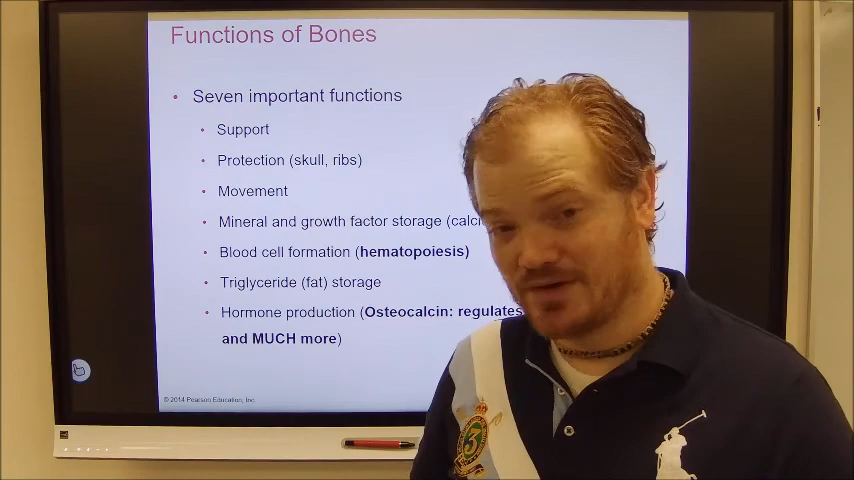 Functions of Bones
• Seven important functions
• Support
• Protection (skull, ribs)
• Movement
• Mineral and growth factor storage
• Blood cell formation (hematopoiesis)
• Triglyceride (fat) storage
• Hormone production (Osteocalcin: regulates
and MUCH more)
© 2014 Pearson Education, Inc.
3